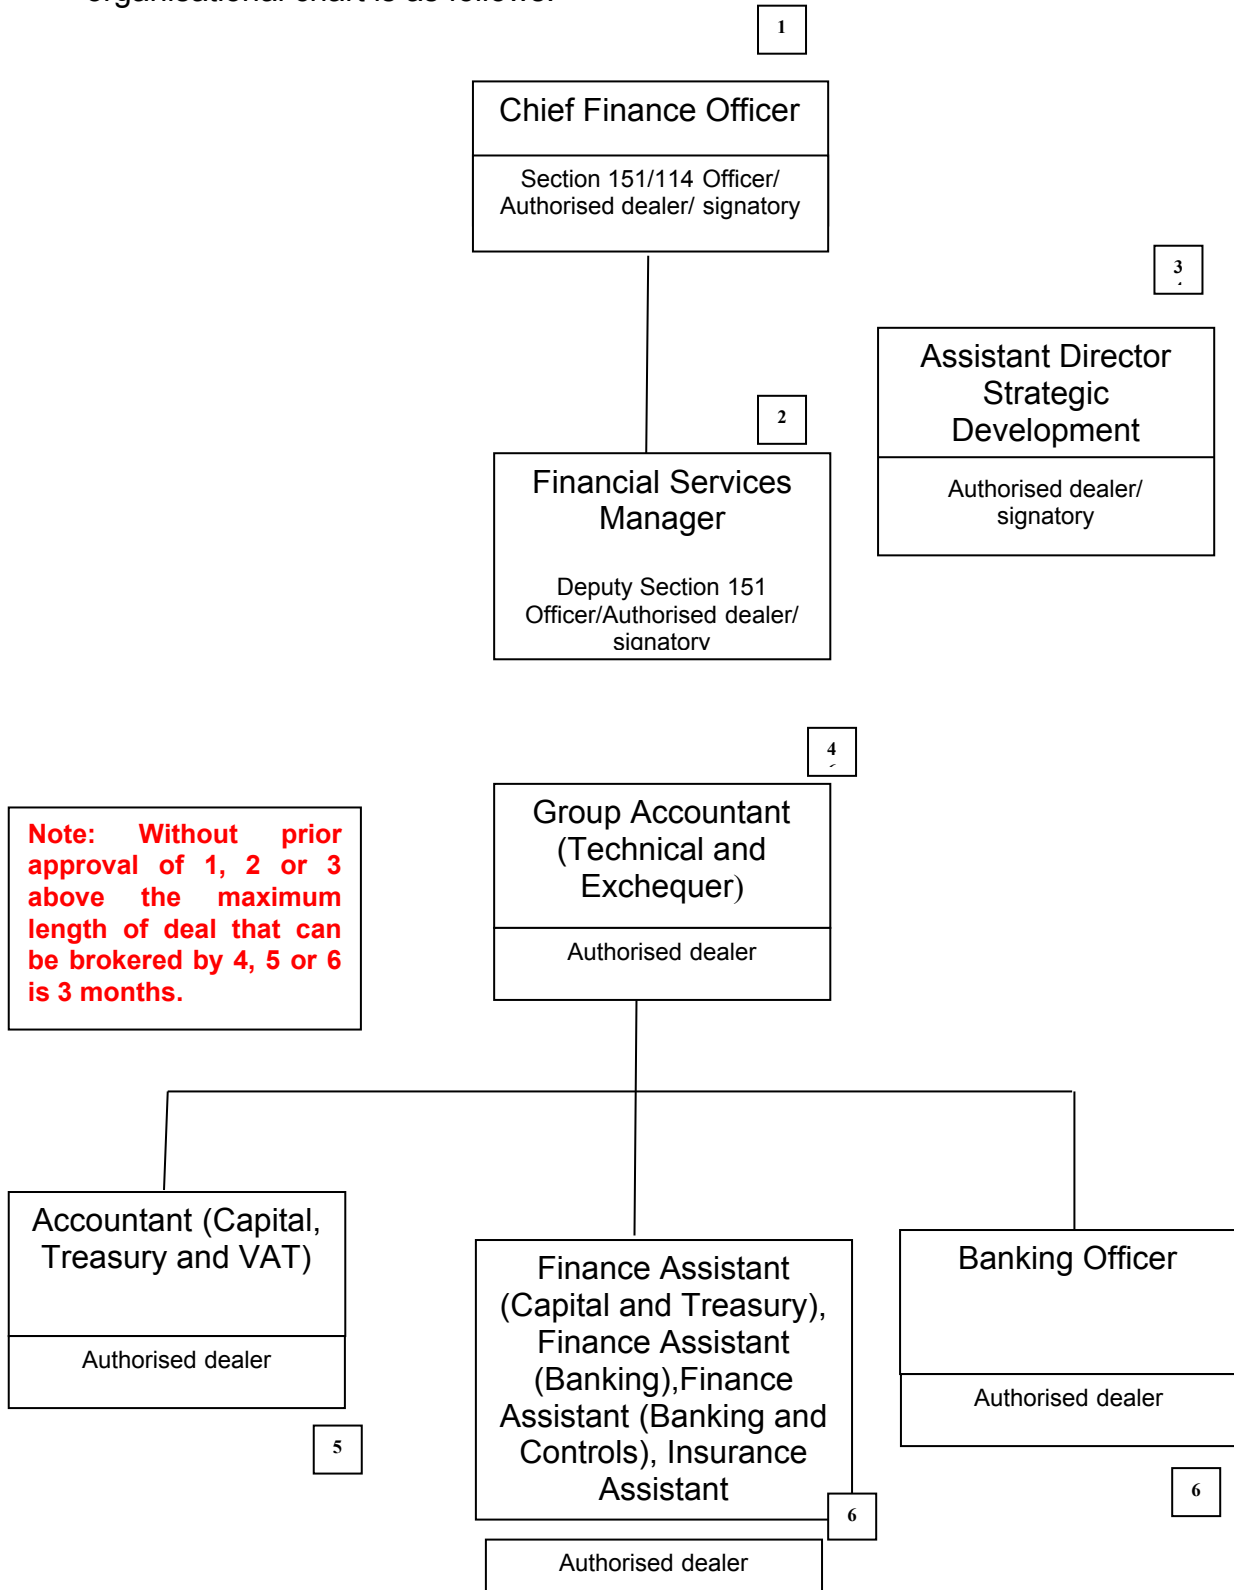 organisational chart is as follows:
1
Chief Finance Officer
Section 151/114 Officer/
Authorised dealer/ signatory
3
Assistant Director
Strategic
Development
Authorised dealer/
signatory
2
Financial Services
Manager
Deputy Section 151
Officer/Authorised dealer/
signatory
4
Group Accountant
(Technical and
Exchequer)
Authorised dealer
Note: Without prior
approval of 1, 2 or 3
above the maximum
length of deal that can
be brokered by 4, 5 or 6
is 3 months.
Accountant (Capital,
Treasury and VAT)
Authorised dealer
5
Finance Assistant
(Capital and Treasury),
Finance Assistant
(Banking),Finance
Assistant (Banking and
Controls), Insurance
Assistant
6
Authorised dealer
Banking Officer
Authorised dealer
6